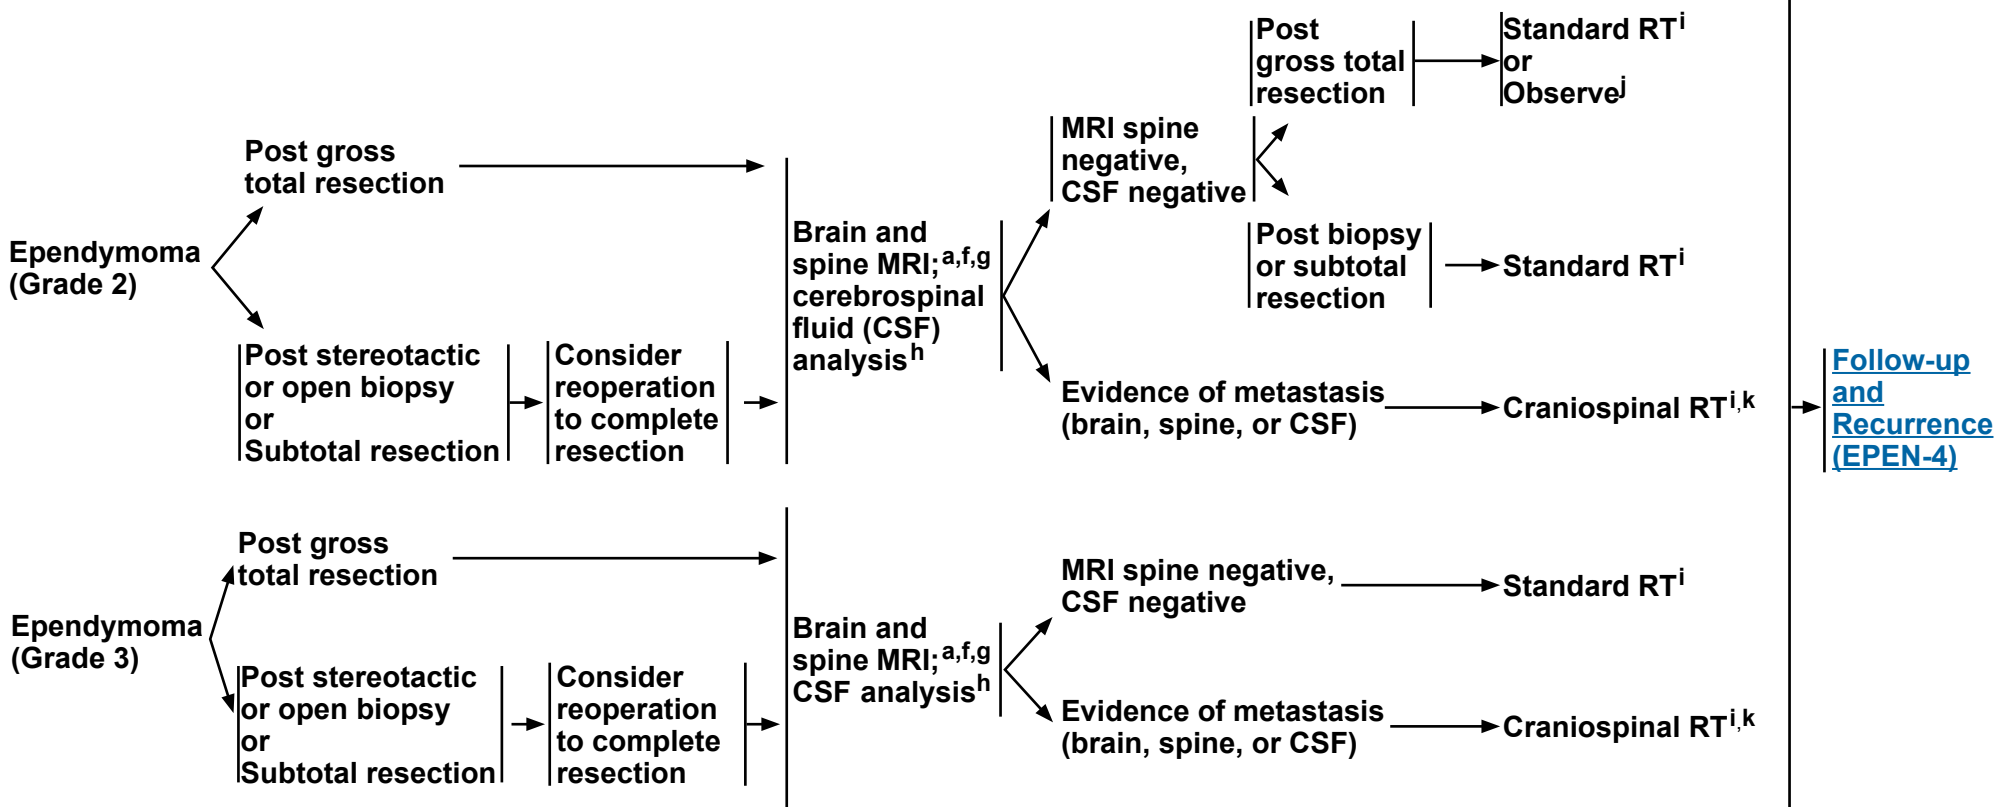 Ependymoma
(Grade 2)
Post gross
total resection
Post stereotactic
or open biopsy
or
Subtotal resection
Consider
reoperation
to complete
resection
Brain and
spine MRI;a,f,g
cerebrospinal
fluid (CSF)
analysish
MRI spine
negative,
CSF negative
Post
gross total
resection
Standard RTi
or
Observej
Post biopsy
or subtotal
resection
Standard RTi
Evidence of metastasis
(brain, spine, or CSF)
Craniospinal RTi,k
Ependymoma
(Grade 3)
Post gross
total resection
Post stereotactic
or open biopsy
or
Subtotal resection
Consider
reoperation
to complete
resection
Brain and
spine MRI;a,f,g
CSF analysish
MRI spine negative,
CSF negative
Standard RTi
Evidence of metastasis
(brain, spine, or CSF)
Craniospinal RTi,k
Follow-up
and
Recurrence
(EPEN-4)